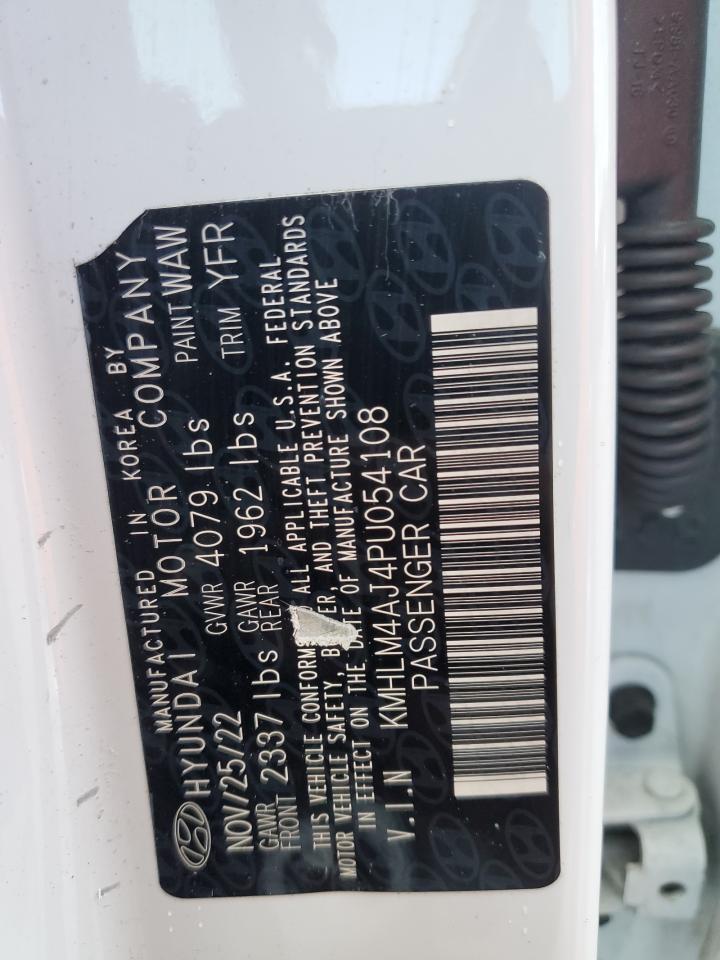 MANUFACTURED IN KOREA BY
HYUNDAI MOTOR COMPANY
NOV/25/22 GVWR 4079 lbs PAINT WAW
GAWR FRONT 2337 lbs GAWR REAR 1962 lbs TRIM YFR
THIS VEHICLE CONFORMS ALL APPLICABLE U.S.A. FEDERAL
MOTOR VEHICLE SAFETY, AND THEFT PREVENTION STANDARDS
IN EFFECT ON THE DATE OF MANUFACTURE SHOWN ABOVE
V.I.N KMHLM4AJ4PU054108
PASSENGER CAR